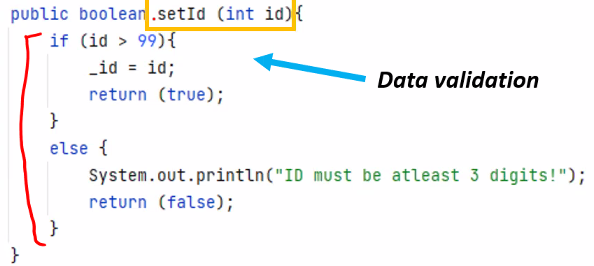 public boolean.setId (int id){
if (id > 99){
_id = id;
return (true);
}
else {
System.out.println("ID must be atleast 3 digits!");
return (false);
}
}
Data validation